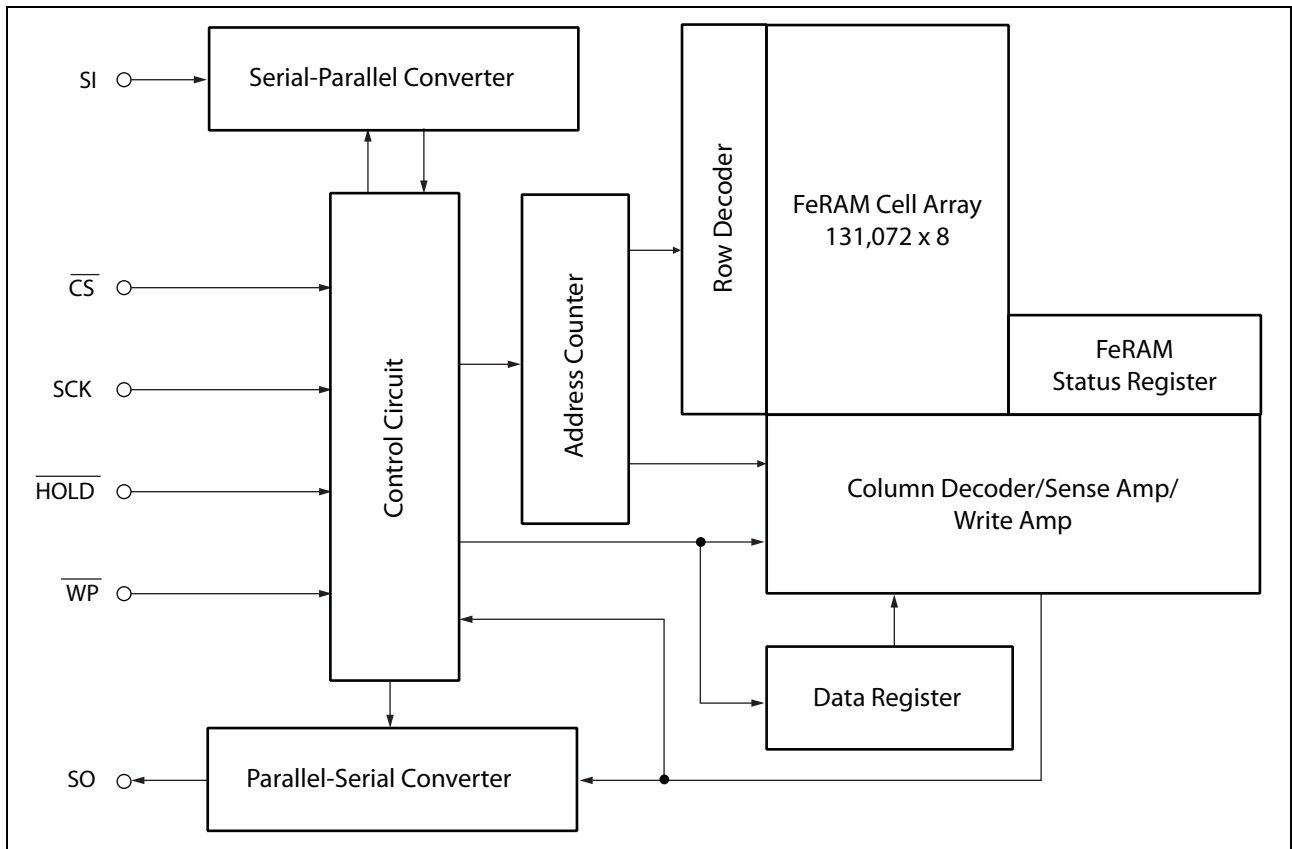 SI
Serial-Parallel Converter
CS
SCK
HOLD
WP
SO
Control Circuit
Address Counter
Row Decoder
FeRAM Cell Array
131,072 x 8
FeRAM
Status Register
Column Decoder/Sense Amp/
Write Amp
Data Register
Parallel-Serial Converter